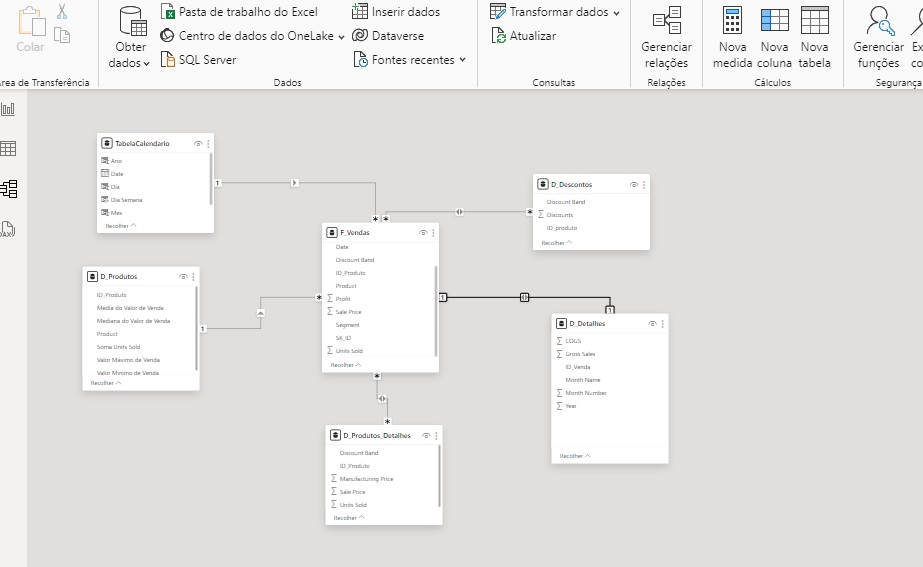 Colar
Área de Transferência
Obter
dados
Pasta de trabalho do Excel
Centro de dados do OneLake
SQL Server
Inserir dados
Dataverse
Fontes recentes
Dados
Transformar dados
Atualizar
Consultas
Gerenciar
relações
Relações
Nova
medida
Nova
coluna
Nova
tabela
Cálculos
Gerenciar
funções
Segurança
TabelaCalendario
Ano
Date
Dia
Dia Semana
Mes
Recolher
1
*
*
D_Descontos
Discount Band
Discounts
ID_produto
Recolher
*
F_Vendas
Date
Discount Band
ID_Produto
Product
Profit
Sale Price
Segment
SK_ID
Units Sold
Recolher
D_Produtos
ID_Produto
Média do Valor de Venda
Mediana do Valor de Venda
Product
Soma Units Sold
Valor Máximo de Venda
Valor Mínimo de Venda
Recolher
1
*
1
1
D_Detalhes
COGS
Gross Sales
ID_Venda
Month Name
Month Number
Year
Recolher
*
*
D_Produtos_Detalhes
Discount Band
ID_Produto
Manufacturing Price
Sale Price
Units Sold
Recolher